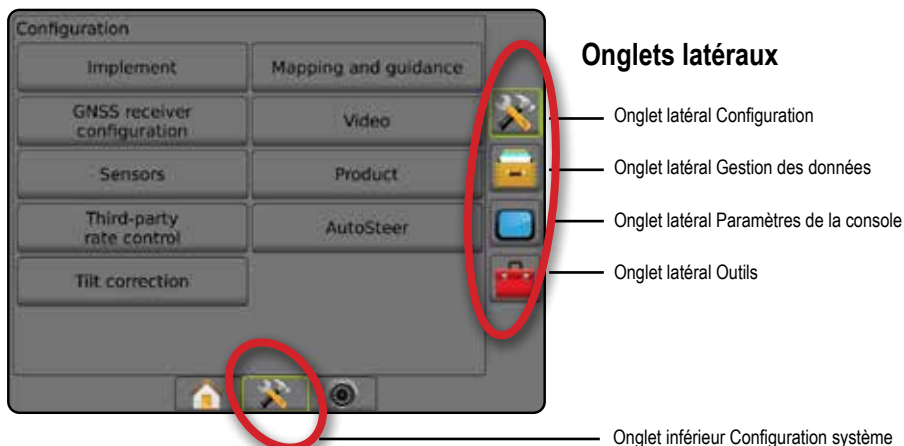 Configuration
Implement
Mapping and guidance
GNSS receiver
configuration
Video
Sensors
Product
Third-party
rate control
AutoSteer
Tilt correction
Onglets latéraux
Onglet latéral Configuration
Onglet latéral Gestion des données
Onglet latéral Paramètres de la console
Onglet latéral Outils
Onglet inférieur Configuration système